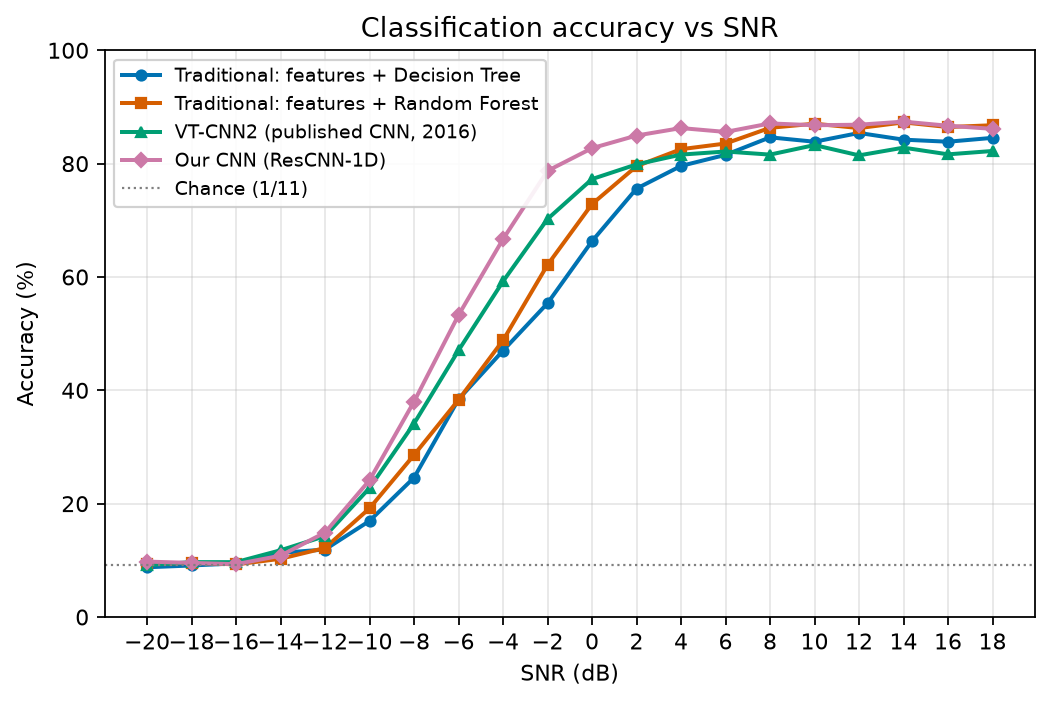 Classification accuracy vs SNR
100
80
60
40
20
0
Accuracy (%)
Traditional: features + Decision Tree
Traditional: features + Random Forest
VT-CNN2 (published CNN, 2016)
Our CNN (ResCNN-1D)
Chance (1/11)
−20 −18 −16 −14 −12 −10 −8 −6 −4 −2 0 2 4 6 8 10 12 14 16 18
SNR (dB)